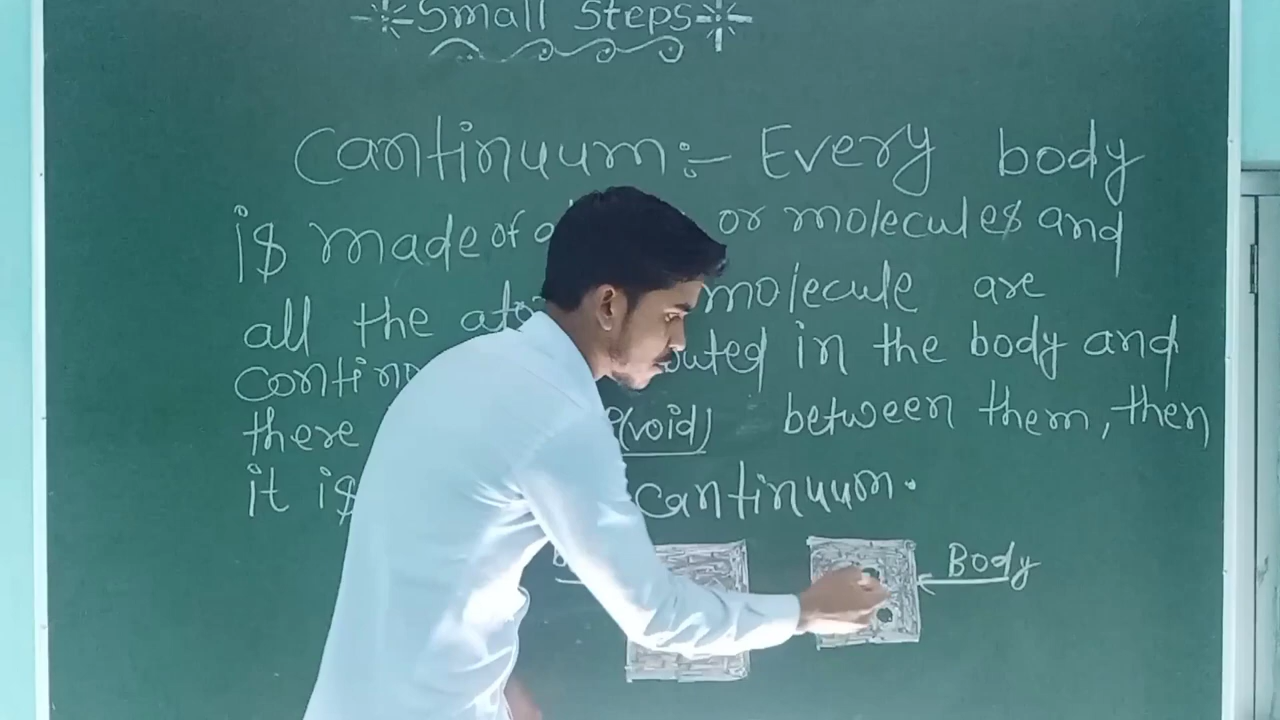 Small Steps
Cantinuum:- Every body
is made of or molecules and
all the molecule are
in the body and
there (void) between them, then
it is cantinuum.
Body